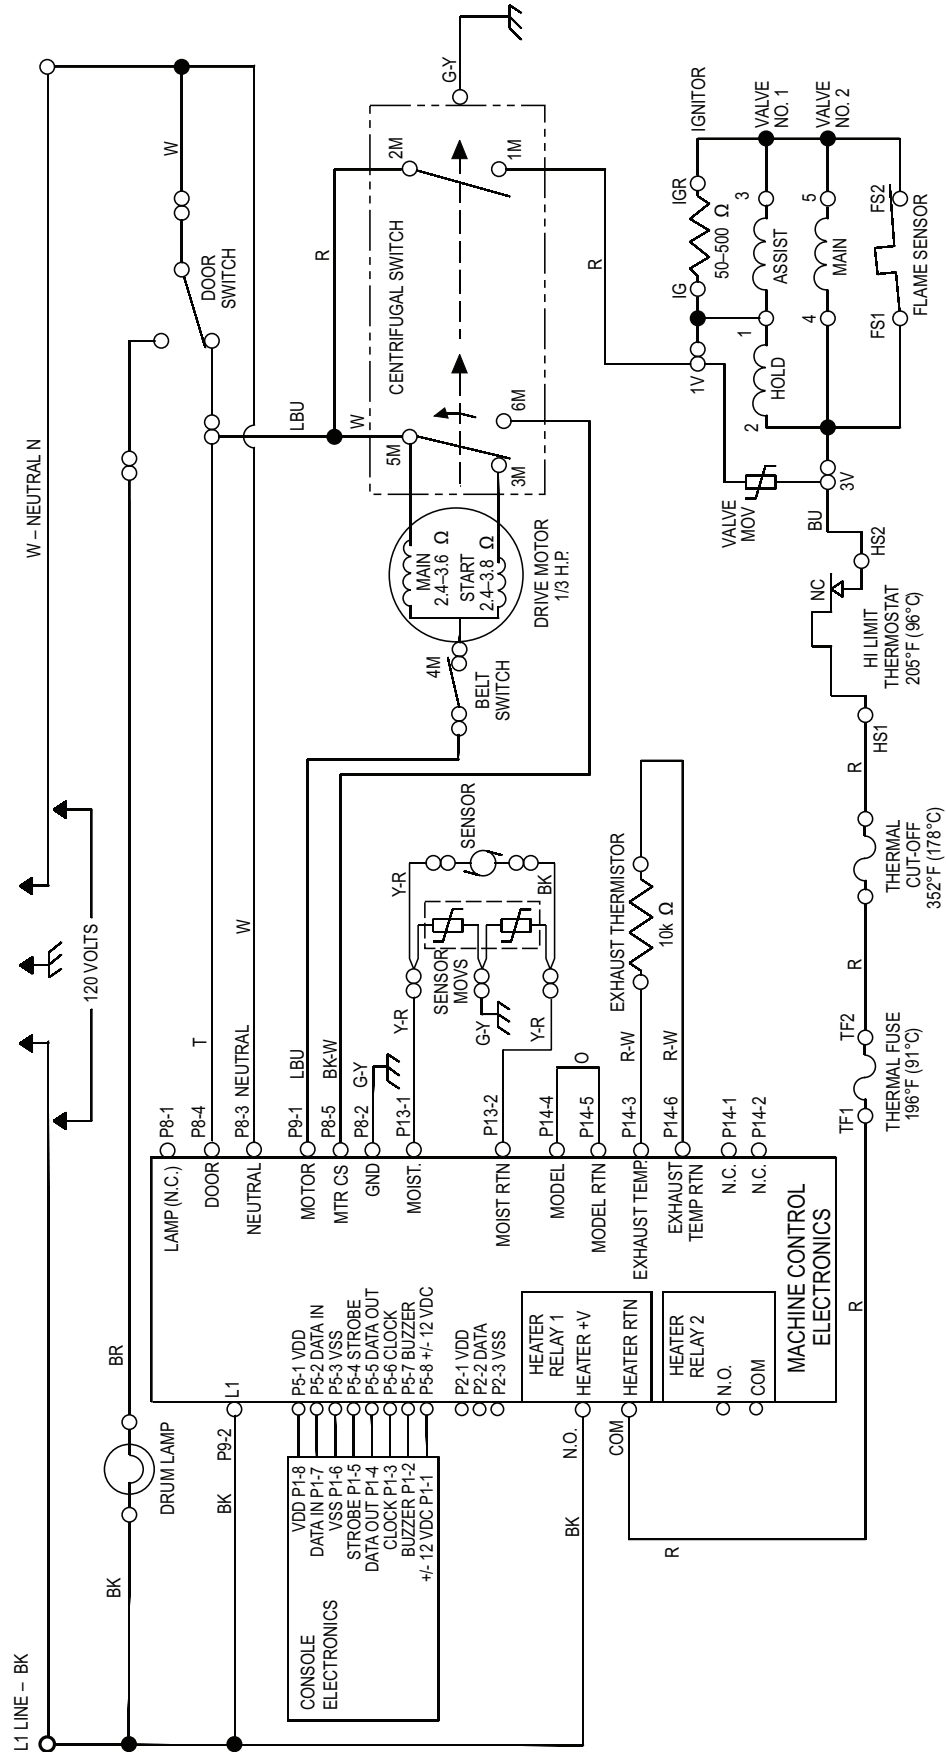 L1 LINE – BK
W – NEUTRAL N
120 VOLTS
BK
DRUM LAMP
BR
W
DOOR
SWITCH
BK
P9-2
L1
LAMP (N.C.)
P8-1
DOOR
P8-4
T
NEUTRAL
P8-3
NEUTRAL
W
MOTOR
P9-1
LBU
MTR CS
P8-5
BK-W
GND
P8-2
G-Y
MOIST.
P13-1
Y-R
MOIST RTN
P13-2
Y-R
MODEL
P14-4
MODEL RTN
P14-5
O
EXHAUST TEMP.
P14-3
R-W
EXHAUST
TEMP RTN
P14-6
R-W
N.C.
P14-1
N.C.
P14-2
CONSOLE
ELECTRONICS
VDD P1-8
DATA IN P1-7
VSS P1-6
STROBE P1-5
DATA OUT P1-4
CLOCK P1-3
BUZZER P1-2
+/- 12 VDC P1-1
P5-1 VDD
P5-2 DATA IN
P5-3 VSS
P5-4 STROBE
P5-5 DATA OUT
P5-6 CLOCK
P5-7 BUZZER
P5-8 +/- 12 VDC
P2-1 VDD
P2-2 DATA
P2-3 VSS
HEATER
RELAY 1
HEATER +V
HEATER RTN
N.O.
COM
BK
R
HEATER
RELAY 2
N.O.
COM
MACHINE CONTROL
ELECTRONICS
Y-R
SENSOR
BK
SENSOR
MOVS
G-Y
EXHAUST THERMISTOR
10k Ω
LBU
W
R
4M
BELT
SWITCH
MAIN
2.4–3.6 Ω
START
2.4–3.8 Ω
DRIVE MOTOR
1/3 H.P.
CENTRIFUGAL SWITCH
5M
3M
6M
2M
1M
G-Y
R
R
TF1
TF2
THERMAL FUSE
196°F (91°C)
R
THERMAL
CUT-OFF
352°F (178°C)
R
HS1
HI LIMIT
THERMOSTAT
205°F (96°C)
NC
HS2
BU
3V
VALVE
MOV
1V
IG
IGR
50–500 Ω
IGNITOR
2
HOLD
1
ASSIST
3
VALVE
NO. 1
4
MAIN
5
VALVE
NO. 2
FS1
FS2
FLAME SENSOR